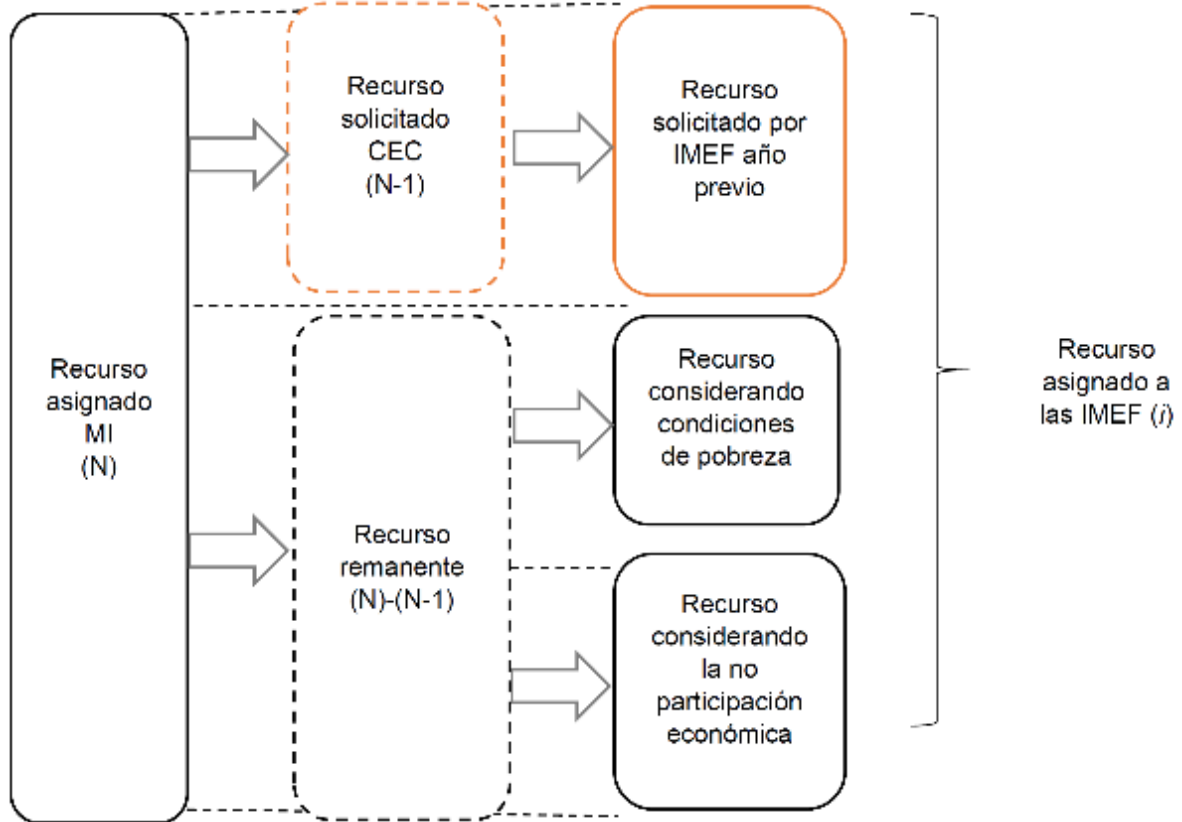 Recurso
asignado
MI
(N)
Recurso
solicitado
CEC
(N-1)
Recurso
solicitado por
IMEF año
previo
Recurso
remanente
(N)-(N-1)
Recurso
considerando
condiciones
de pobreza
Recurso
considerando
la no
participación
económica
Recurso
asignado a
las IMEF (i)